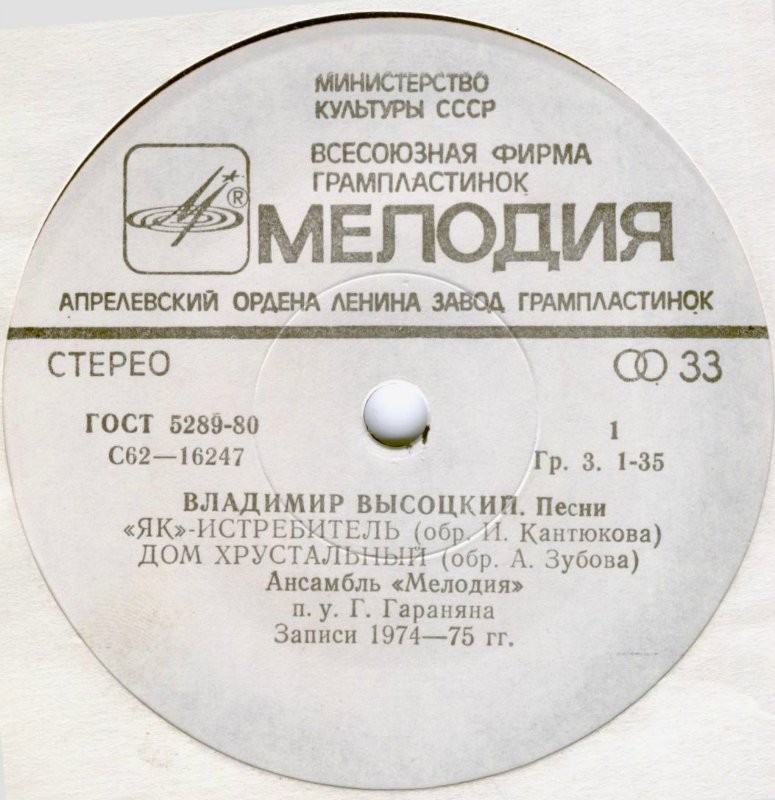 МИНИСТЕРСТВО
КУЛЬТУРЫ СССР
ВСЕСОЮЗНАЯ ФИРМА
ГРАМПЛАСТИНОК
®
МЕЛОДИЯ
АПРЕЛЕВСКИЙ ОРДЕНА ЛЕНИНА ЗАВОД ГРАМПЛАСТИНОК
СТЕРЕО 33
ГОСТ 5289-80 1
С62—16247 Гр. 3. 1-35
ВЛАДИМИР ВЫСОЦКИЙ. Песни
«ЯК»-ИСТРЕБИТЕЛЬ (обр. И. Кантюкова)
ДОМ ХРУСТАЛЬНЫЙ (обр. А. Зубова)
Ансамбль «Мелодия»
п. у. Г. Гараняна
Записи 1974—75 гг.